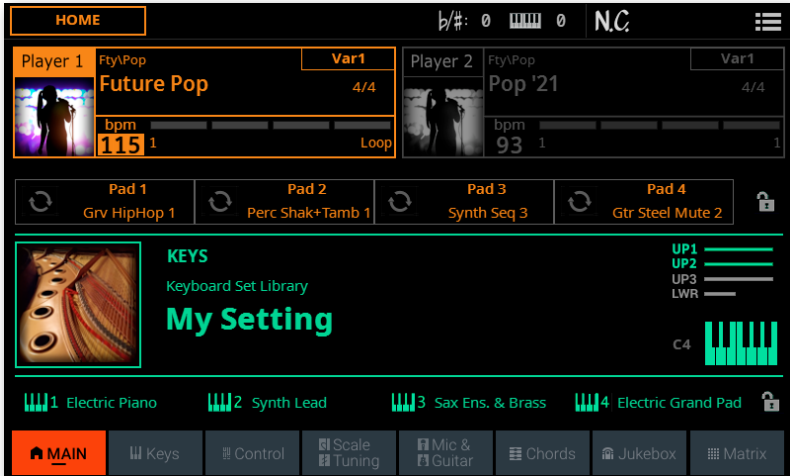 HOME
♭/#: 0 0 N.C.
Player 1 Fty\Pop Var1
Future Pop 4/4
bpm
115 1 Loop
Player 2 Fty\Pop Var1
Pop '21 4/4
bpm
93 1 1
Pad 1
Grv HipHop 1
Pad 2
Perc Shak+Tamb 1
Pad 3
Synth Seq 3
Pad 4
Gtr Steel Mute 2
KEYS
Keyboard Set Library
My Setting
UP1
UP2
UP3
LWR
C4
1 Electric Piano
2 Synth Lead
3 Sax Ens. & Brass
4 Electric Grand Pad
MAIN
Keys
Control
Scale
Tuning
Mic &
Guitar
Chords
Jukebox
Matrix